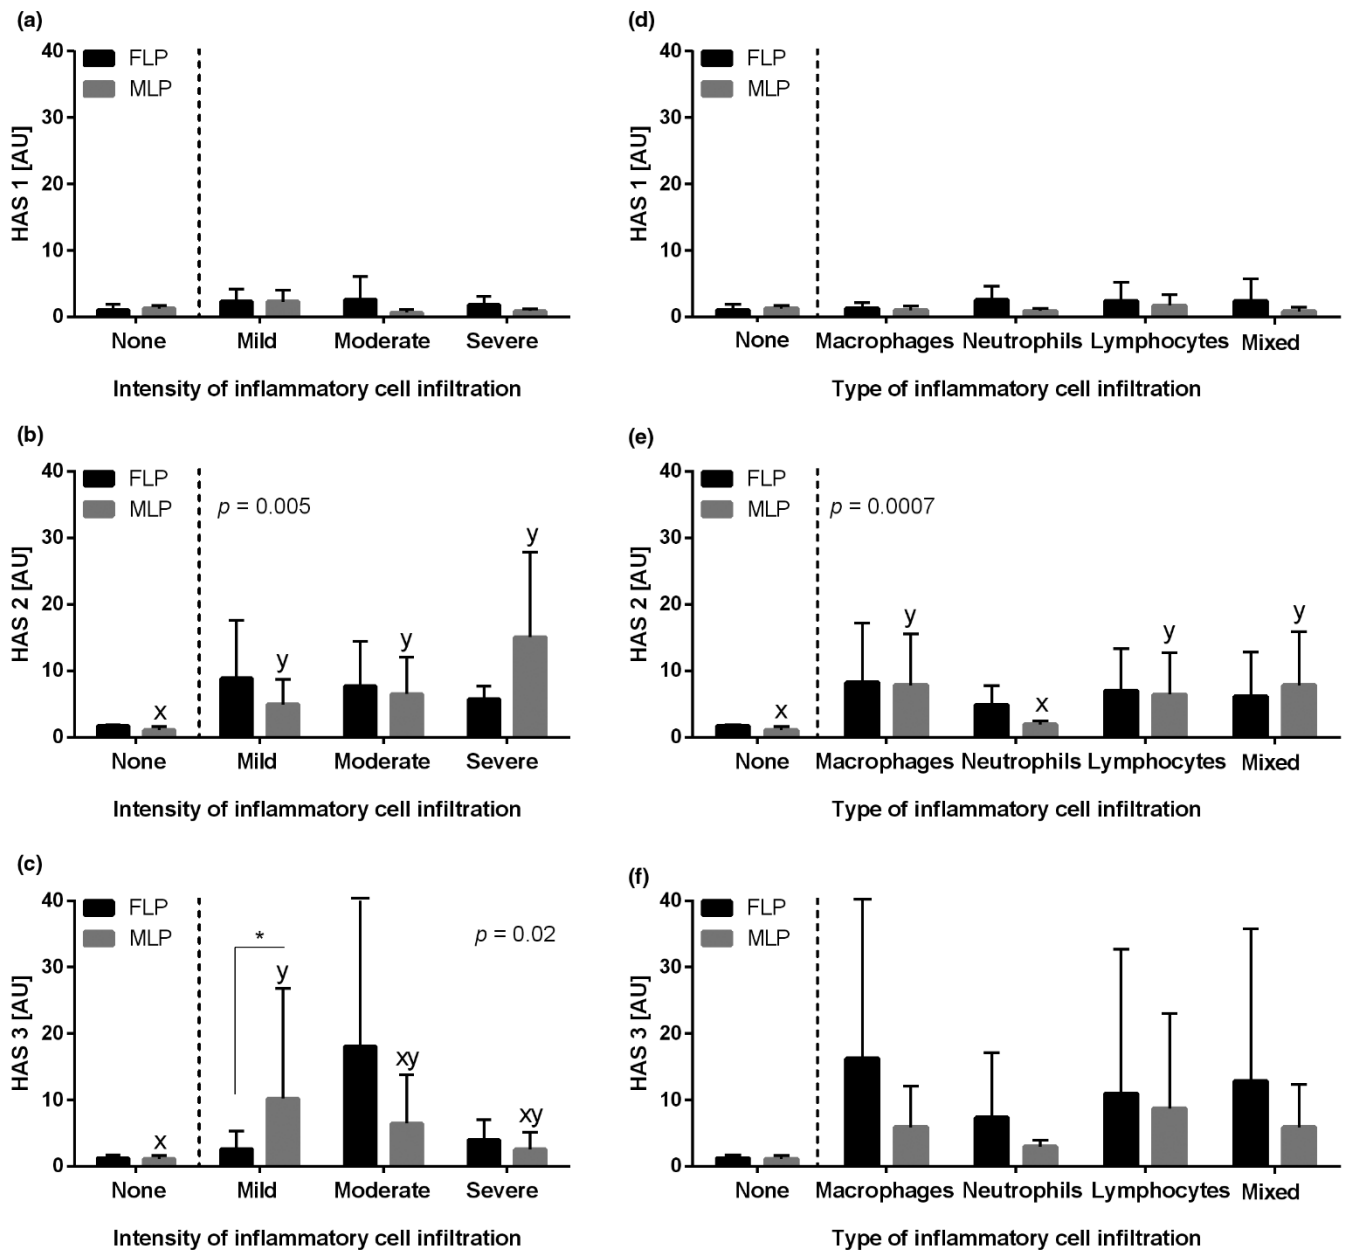 (a)
40
30
20
10
0
HAS 1 [AU]
FLP
MLP
None
Mild
Moderate
Severe
Intensity of inflammatory cell infiltration
(d)
40
30
20
10
0
HAS 1 [AU]
FLP
MLP
None
Macrophages
Neutrophils
Lymphocytes
Mixed
Type of inflammatory cell infiltration
(b)
40
30
20
10
0
HAS 2 [AU]
FLP
MLP
p = 0.005
x
y
y
y
None
Mild
Moderate
Severe
Intensity of inflammatory cell infiltration
(e)
40
30
20
10
0
HAS 2 [AU]
FLP
MLP
p = 0.0007
x
y
x
y
y
None
Macrophages
Neutrophils
Lymphocytes
Mixed
Type of inflammatory cell infiltration
(c)
40
30
20
10
0
HAS 3 [AU]
FLP
MLP
*
p = 0.02
x
y
xy
xy
None
Mild
Moderate
Severe
Intensity of inflammatory cell infiltration
(f)
40
30
20
10
0
HAS 3 [AU]
FLP
MLP
None
Macrophages
Neutrophils
Lymphocytes
Mixed
Type of inflammatory cell infiltration